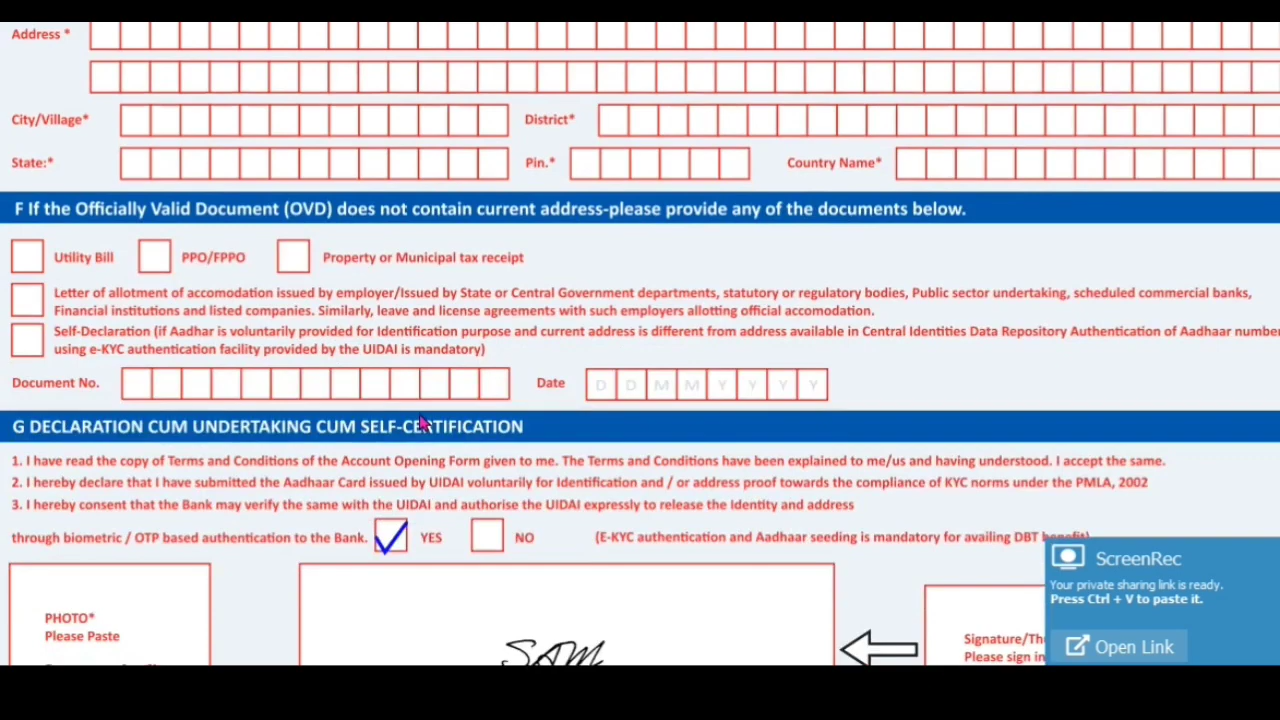 Address *
City/Village* District*
State:* Pin.* Country Name*
F If the Officially Valid Document (OVD) does not contain current address-please provide any of the documents below.
Utility Bill PPO/FPPO Property or Municipal tax receipt
Letter of allotment of accomodation issued by employer/Issued by State or Central Government departments, statutory or regulatory bodies, Public sector undertaking, scheduled commercial banks,
Financial institutions and listed companies. Similarly, leave and license agreements with such employers allotting official accomodation.
Self-Declaration (if Aadhar is voluntarily provided for Identification purpose and current address is different from address available in Central Identities Data Repository Authentication of Aadhaar number
using e-KYC authentication facility provided by the UIDAI is mandatory)
Document No. Date D D M M Y Y Y Y
G DECLARATION CUM UNDERTAKING CUM SELF-CERTIFICATION
1. I have read the copy of Terms and Conditions of the Account Opening Form given to me. The Terms and Conditions have been explained to me/us and having understood. I accept the same.
2. I hereby declare that I have submitted the Aadhaar Card issued by UIDAI voluntarily for Identification and / or address proof towards the compliance of KYC norms under the PMLA, 2002
3. I hereby consent that the Bank may verify the same with the UIDAI and authorise the UIDAI expressly to release the Identity and address
through biometric / OTP based authentication to the Bank. YES NO (E-KYC authentication and Aadhaar seeding is mandatory for availing DBT benefit)
ScreenRec
Your private sharing link is ready.
Press Ctrl + V to paste it.
Open Link
PHOTO*
Please Paste
SAM
Signature/Thu
Please sign in